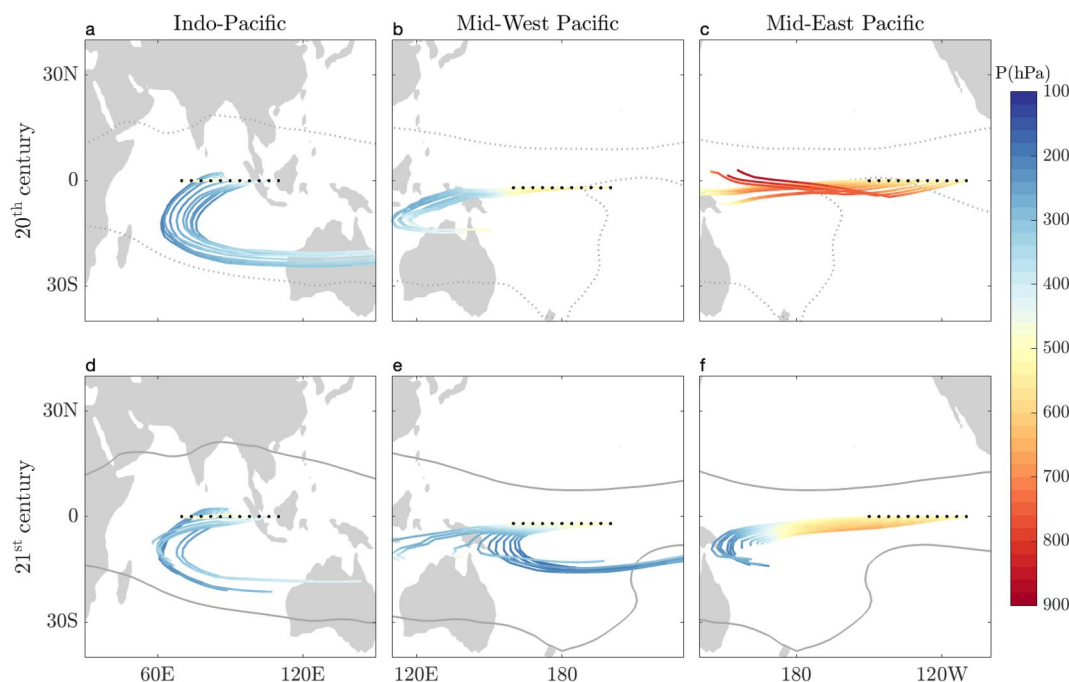 Indo-Pacific
Mid-West Pacific
Mid-East Pacific
a
b
c
P(hPa)
30N
0
30S
20th century
100
200
300
400
500
600
700
800
900
d
e
f
30N
0
30S
21st century
60E
120E
120E
180
180
120W